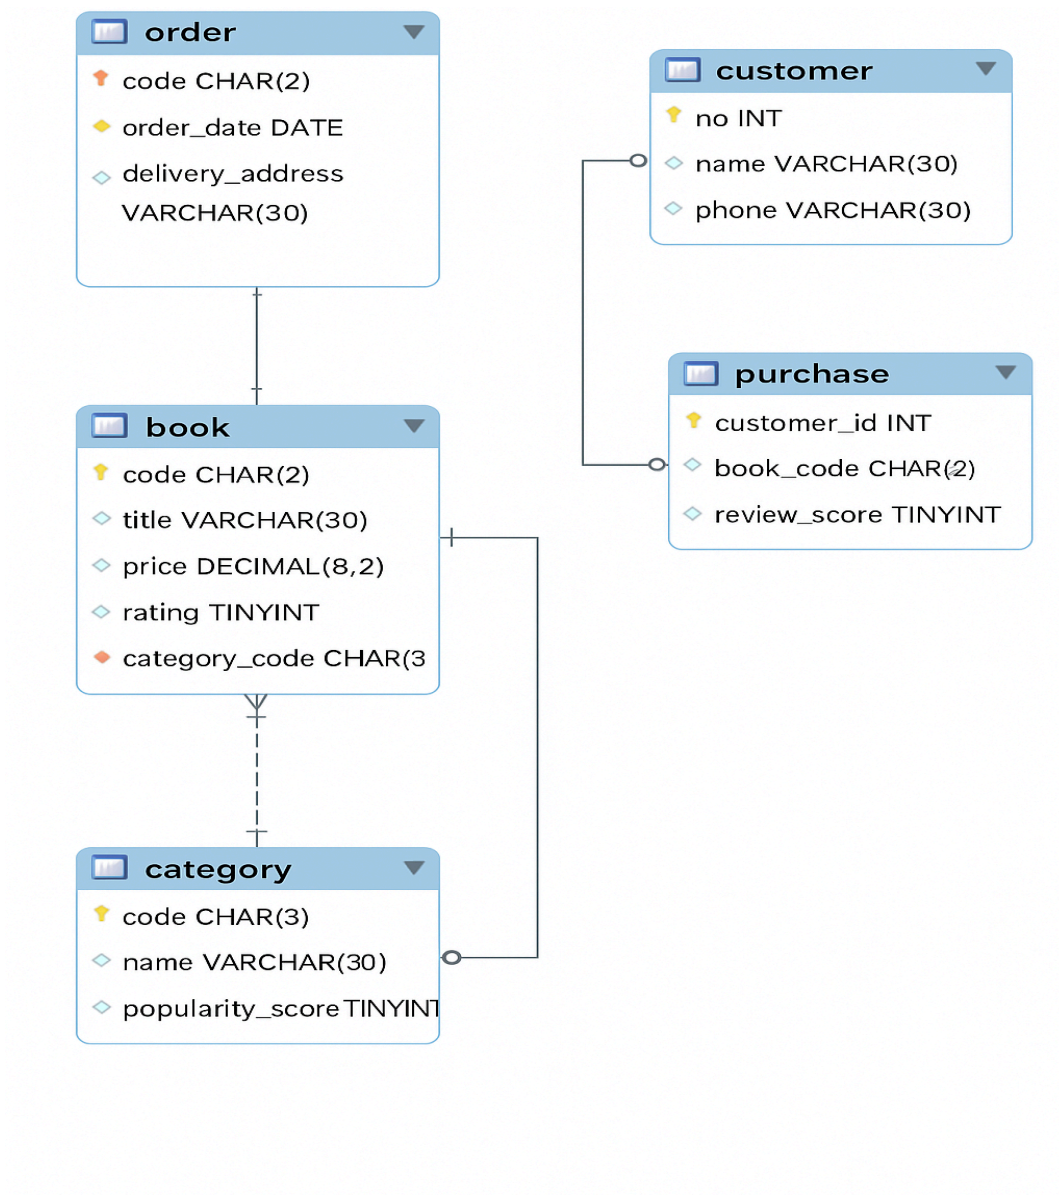 order
code CHAR(2)
order_date DATE
delivery_address
VARCHAR(30)
customer
no INT
name VARCHAR(30)
phone VARCHAR(30)
purchase
customer_id INT
book_code CHAR(2)
review_score TINYINT
book
code CHAR(2)
title VARCHAR(30)
price DECIMAL(8,2)
rating TINYINT
category_code CHAR(3
category
code CHAR(3)
name VARCHAR(30)
popularity_score TINYINT